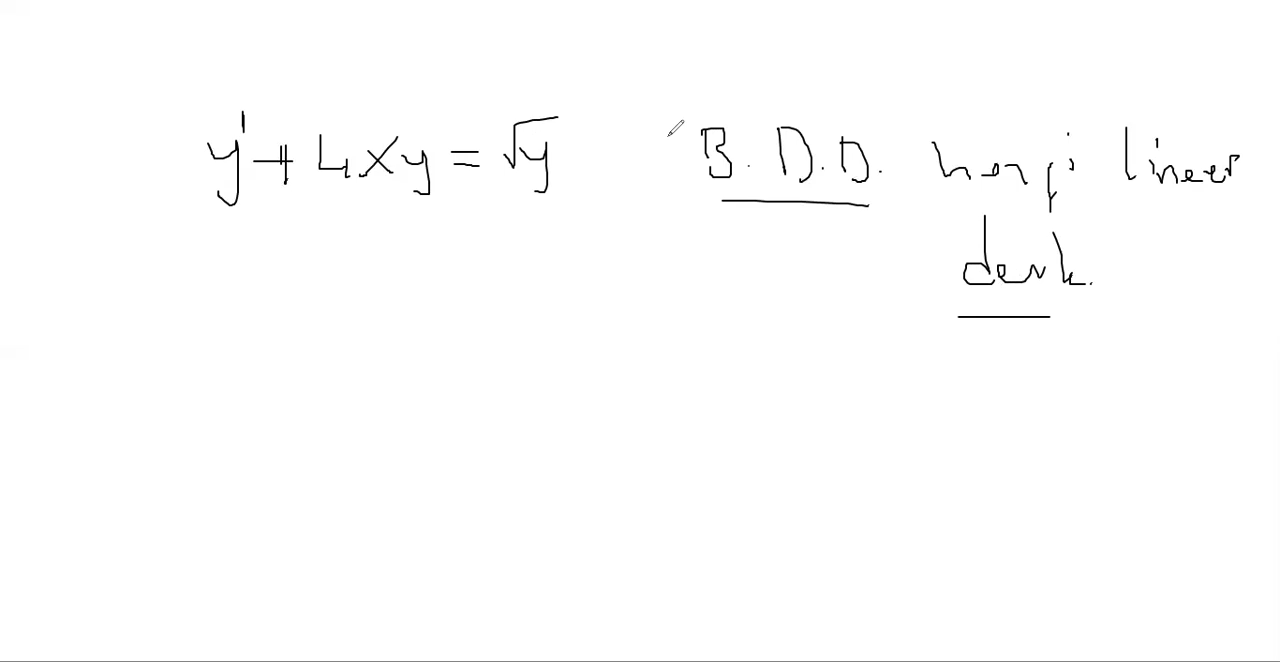 y' + 4xy = √y B.D.D. hangi lineer
denk.